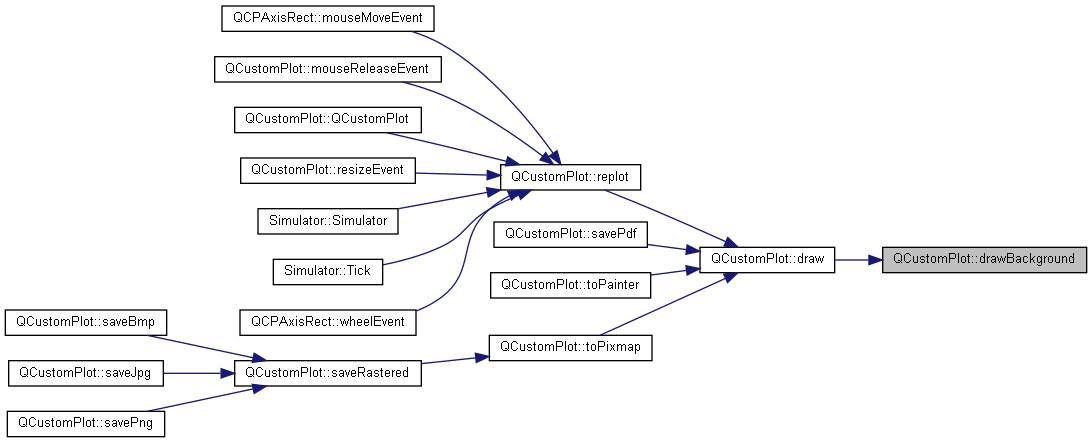 QCPAxisRect::mouseMoveEvent
QCustomPlot::mouseReleaseEvent
QCustomPlot::QCustomPlot
QCustomPlot::resizeEvent
QCustomPlot::replot
Simulator::Simulator
QCustomPlot::savePdf
QCustomPlot::draw
QCustomPlot::drawBackground
Simulator::Tick
QCustomPlot::toPainter
QCPAxisRect::wheelEvent
QCustomPlot::saveBmp
QCustomPlot::toPixmap
QCustomPlot::saveJpg
QCustomPlot::saveRastered
QCustomPlot::savePng